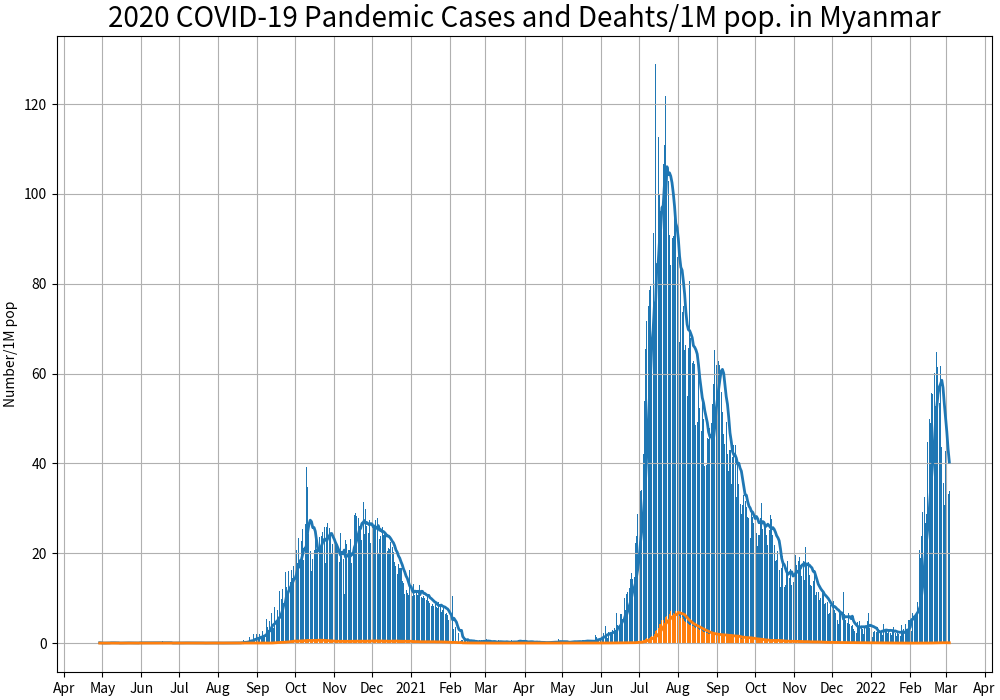 2020 COVID-19 Pandemic Cases and Deahts/1M pop. in Myanmar
Number/1M pop
120
100
80
60
40
20
0
Apr May Jun Jul Aug Sep Oct Nov Dec 2021 Feb Mar Apr May Jun Jul Aug Sep Oct Nov Dec 2022 Feb Mar Apr